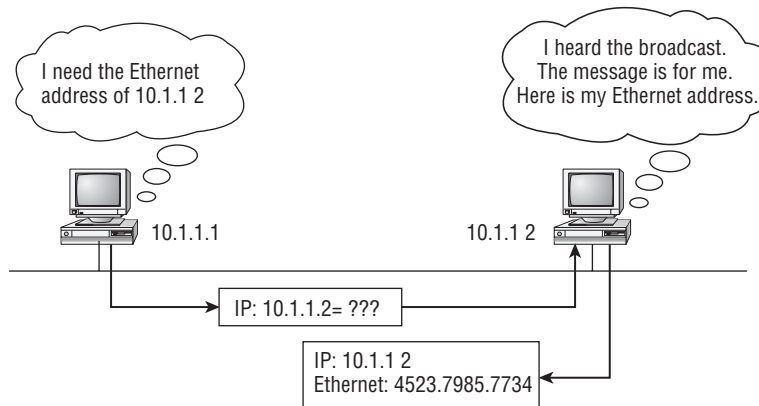 I need the Ethernet
address of 10.1.1 2
I heard the broadcast.
The message is for me.
Here is my Ethernet address.
10.1.1.1
10.1.1 2
IP: 10.1.1.2= ???
IP: 10.1.1 2
Ethernet: 4523.7985.7734